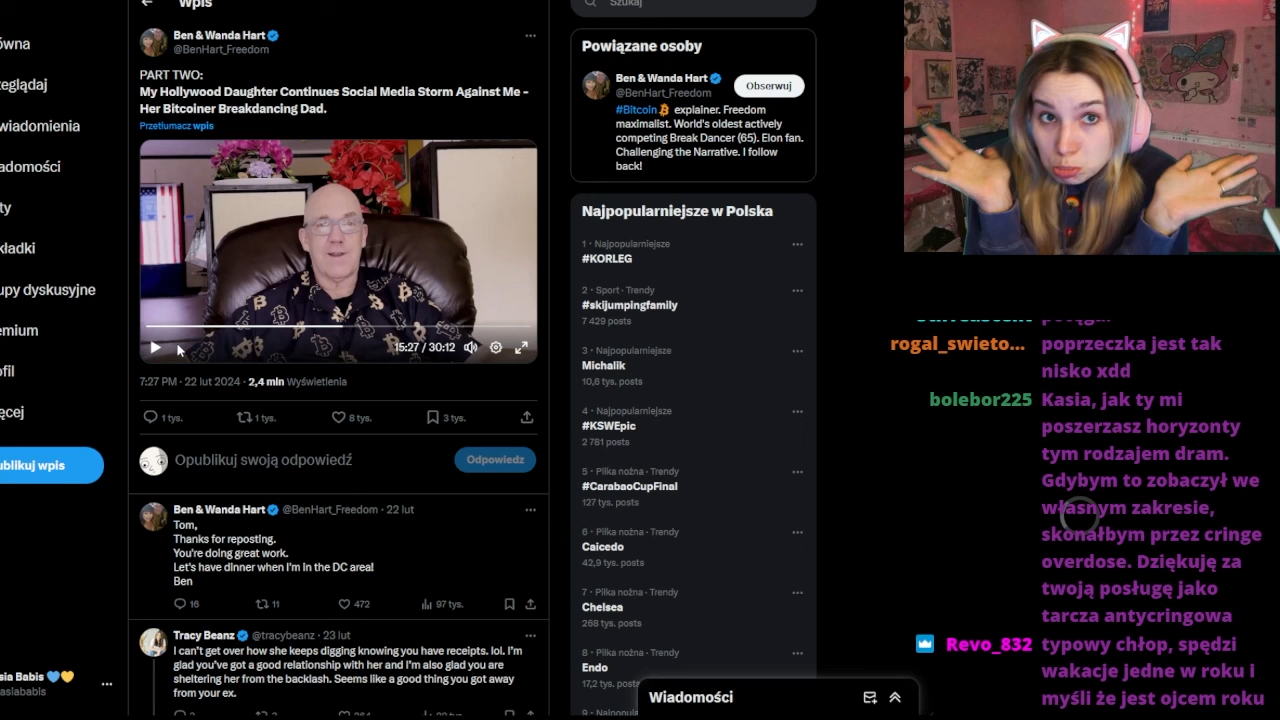 Wpis
Szukaj
ówna
zeglądaj
wiadomienia
adomości
ty
kładki
upy dyskusyjne
emium
ofil
ęcej
ublikuj wpis
sia Babis 💙💛
aslababis
Ben & Wanda Hart
@BenHart_Freedom
PART TWO:
My Hollywood Daughter Continues Social Media Storm Against Me -
Her Bitcoiner Breakdancing Dad.
Przetłumacz wpis
15:27 / 30:12
7:27 PM · 22 lut 2024 · 2,4 mln Wyświetlenia
1 tys.
1 tys.
8 tys.
3 tys.
Opublikuj swoją odpowiedź
Odpowiedz
Ben & Wanda Hart @BenHart_Freedom · 22 lut
Tom,
Thanks for reposting.
You're doing great work.
Let's have dinner when I'm in the DC area!
Ben
16
11
472
97 tys.
Tracy Beanz @tracybeanz · 23 lut
I can't get over how she keeps digging knowing you have receipts. lol. I'm
glad you've got a good relationship with her and I'm also glad you are
sheltering her from the backlash. Seems like a good thing you got away
from your ex.
Powiązane osoby
Ben & Wanda Hart
@BenHart_Freedom
Obserwuj
#Bitcoin explainer. Freedom
maximalist. World's oldest actively
competing Break Dancer (65). Elon fan.
Challenging the Narrative. I follow
back!
Najpopularniejsze w Polska
1 · Najpopularniejsze
#KORLEG
2 · Sport · Trendy
#skijumpingfamily
7 429 posts
3 · Najpopularniejsze
Michalik
10,6 tys. posts
4 · Najpopularniejsze
#KSWEpic
2 781 posts
5 · Piłka nożna · Trendy
#CarabaoCupFinal
127 tys. posts
6 · Piłka nożna · Trendy
Caicedo
42,9 tys. posts
7 · Piłka nożna · Trendy
Chelsea
268 tys. posts
8 · Piłka nożna · Trendy
Endo
17,2 tys. posts
Wiadomości
rogal_swieto... poprzeczka jest tak
nisko xdd
bolebor225 Kasia, jak ty mi
poszerzasz horyzonty
tym rodzajem dram.
Gdybym to zobaczył we
własnym zakresie,
skonałbym przez cringe
overdose. Dziękuję za
twoją posługę jako
tarcza antycringowa
Revo_832 typowy chłop, spędzi
wakacje jedne w roku i
myśli że jest ojcem roku